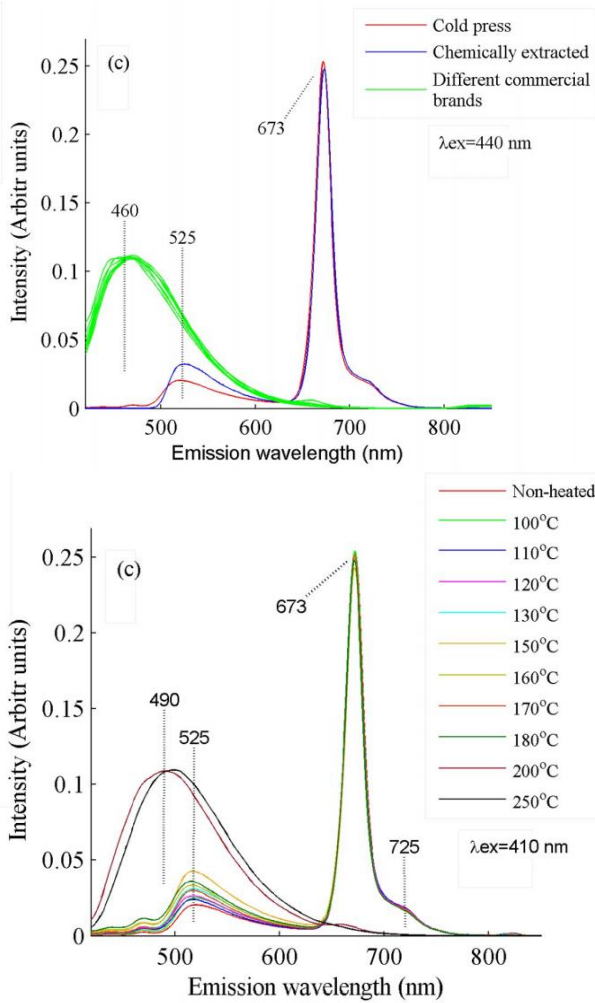 (c)
Cold press
Chemically extracted
Different commercial
brands
λex=440 nm
673
460
525
0.25
0.2
0.15
0.1
0.05
0
500
600
700
800
Intensity (Arbitr units)
Emission wavelength (nm)
(c)
Non-heated
100°C
110°C
120°C
130°C
150°C
160°C
170°C
180°C
200°C
250°C
λex=410 nm
673
490
525
725
0.25
0.2
0.15
0.1
0.05
0
500
600
700
800
Intensity (Arbitr units)
Emission wavelength (nm)